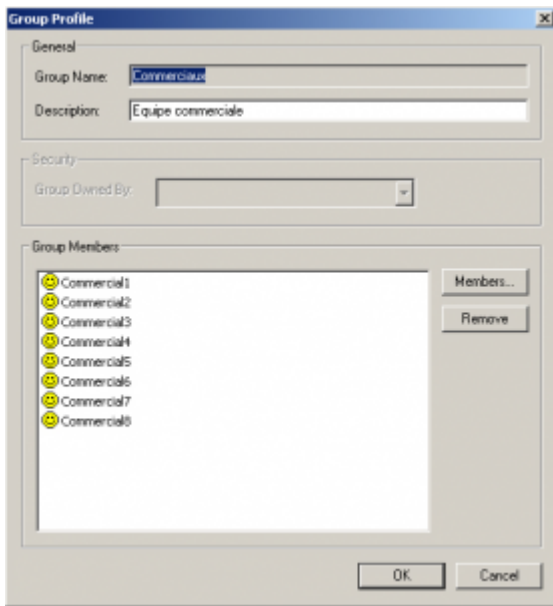 Group Profile
General
Group Name: Commerciaux
Description: Equipe commerciale
Security
Group Owned By:
Group Members
Commercial1
Commercial2
Commercial3
Commercial4
Commercial5
Commercial6
Commercial7
Commercial8
Members...
Remove
OK Cancel